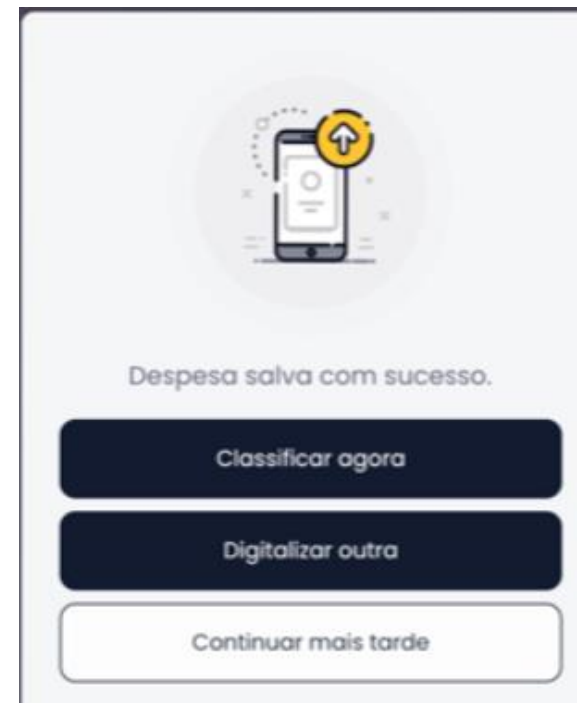 Despesa salva com sucesso.
Classificar agora
Digitalizar outra
Continuar mais tarde